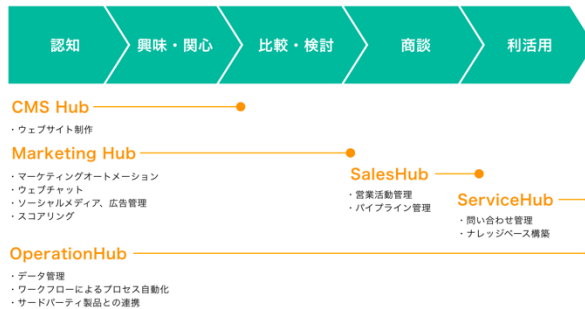 認知
興味・関心
比較・検討
商談
利活用
CMS Hub
・ウェブサイト制作
Marketing Hub
・マーケティングオートメーション
・ウェブチャット
・ソーシャルメディア、広告管理
・スコアリング
SalesHub
・営業活動管理
・パイプライン管理
ServiceHub
・問い合わせ管理
・ナレッジベース構築
OperationHub
・データ管理
・ワークフローによるプロセス自動化
・サードパーティ製品との連携